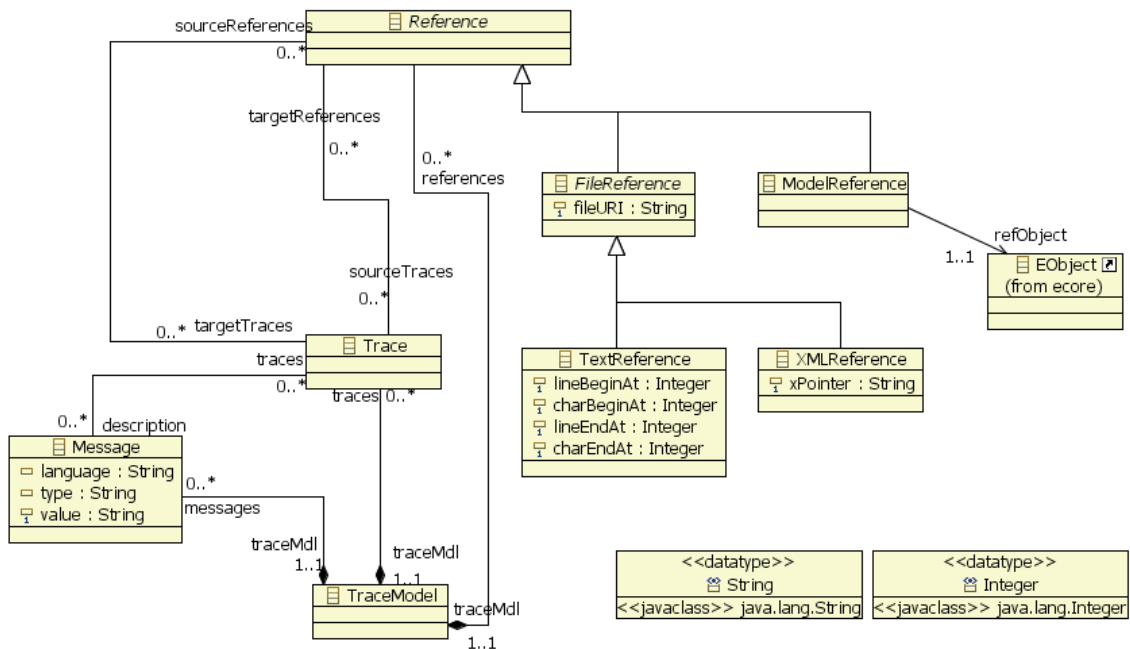 sourceReferences
0..*
Reference
targetReferences
0..*
0..*
references
FileReference
fileURI : String
ModelReference
refObject
1..1
EObject
(from ecore)
sourceTraces
0..*
0..*
targetTraces
traces
0..*
Trace
traces
0..*
TextReference
lineBeginAt : Integer
charBeginAt : Integer
lineEndAt : Integer
charEndAt : Integer
XMLReference
xPointer : String
0..*
description
Message
language : String
type : String
value : String
0..*
messages
traceMdl
1..1
traceMdl
1..1
TraceModel
traceMdl
1..1
<<datatype>>
String
<<javaclass>> java.lang.String
<<datatype>>
Integer
<<javaclass>> java.lang.Integer